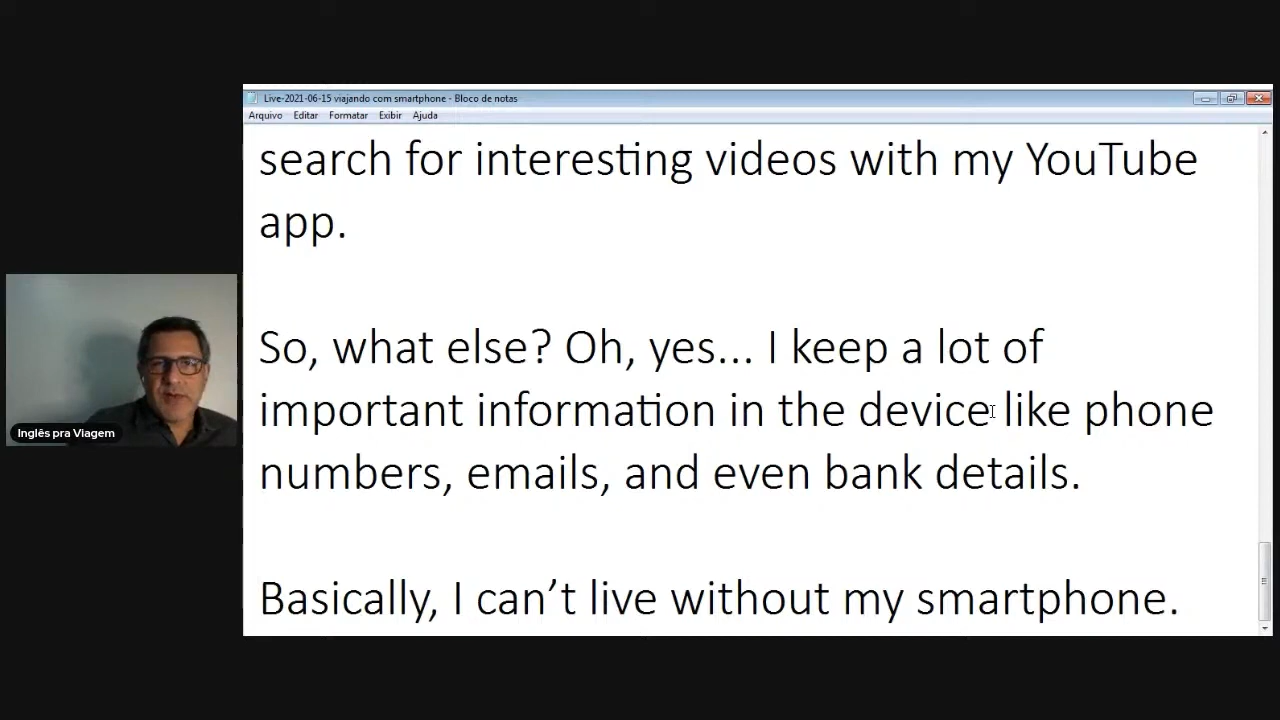 Live-2021-06-15 viajando com smartphone - Bloco de notas
Arquivo Editar Formatar Exibir Ajuda
search for interesting videos with my YouTube
app.
So, what else? Oh, yes... I keep a lot of
important information in the device like phone
numbers, emails, and even bank details.
Basically, I can’t live without my smartphone.
Inglês pra Viagem